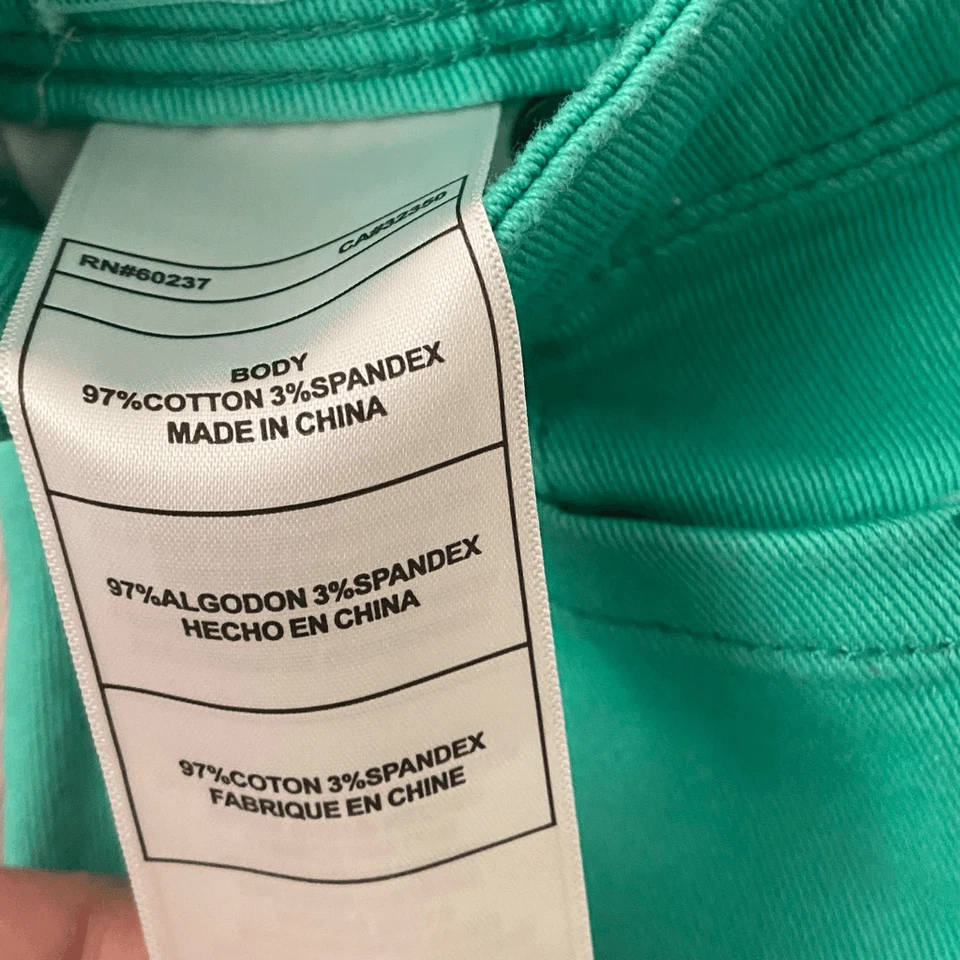 RN#60237 CA#32350
BODY
97%COTTON 3%SPANDEX
MADE IN CHINA
97%ALGODON 3%SPANDEX
HECHO EN CHINA
97%COTON 3%SPANDEX
FABRIQUE EN CHINE